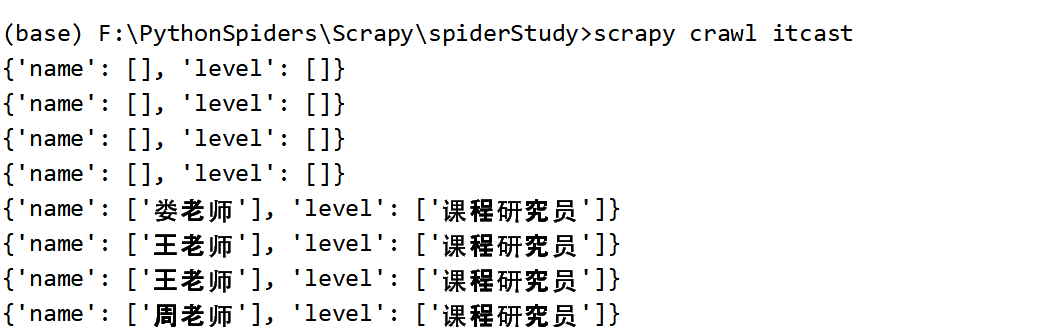 (base) F:\PythonSpiders\Scrapy\spiderStudy>scrapy crawl itcast
{'name': [], 'level': []}
{'name': [], 'level': []}
{'name': [], 'level': []}
{'name': [], 'level': []}
{'name': ['娄老师'], 'level': ['课程研究员']}
{'name': ['王老师'], 'level': ['课程研究员']}
{'name': ['王老师'], 'level': ['课程研究员']}
{'name': ['周老师'], 'level': ['课程研究员']}